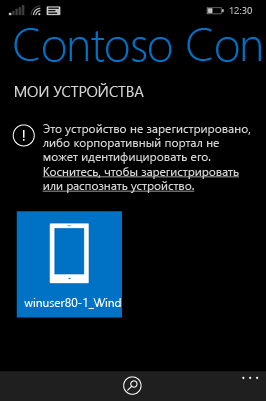 12:30
Contoso Con
МОИ УСТРОЙСТВА
Это устройство не зарегистрировано,
либо корпоративный портал не
может идентифицировать его.
Коснитесь, чтобы зарегистрировать
или распознать устройство.
winuser80-1_Wind